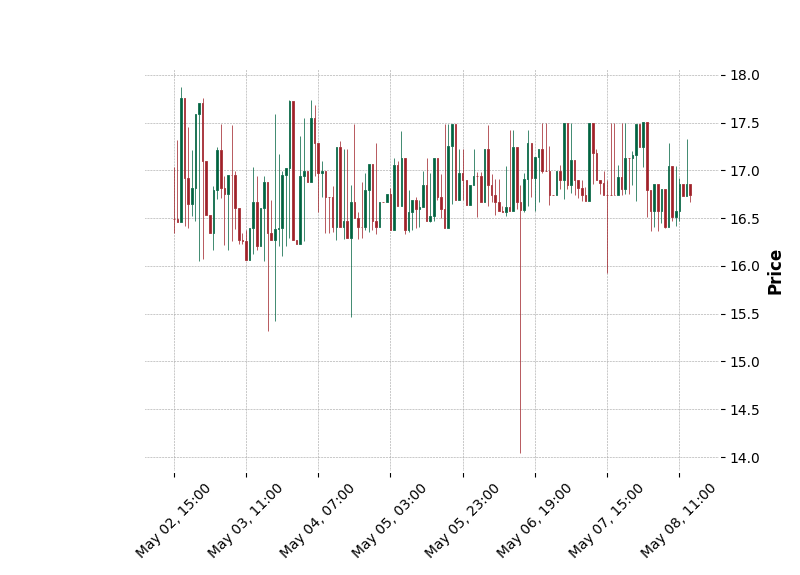 18.0
17.5
17.0
16.5
16.0
15.5
15.0
14.5
14.0
Price
May 02, 15:00
May 03, 11:00
May 04, 07:00
May 05, 03:00
May 05, 23:00
May 06, 19:00
May 07, 15:00
May 08, 11:00